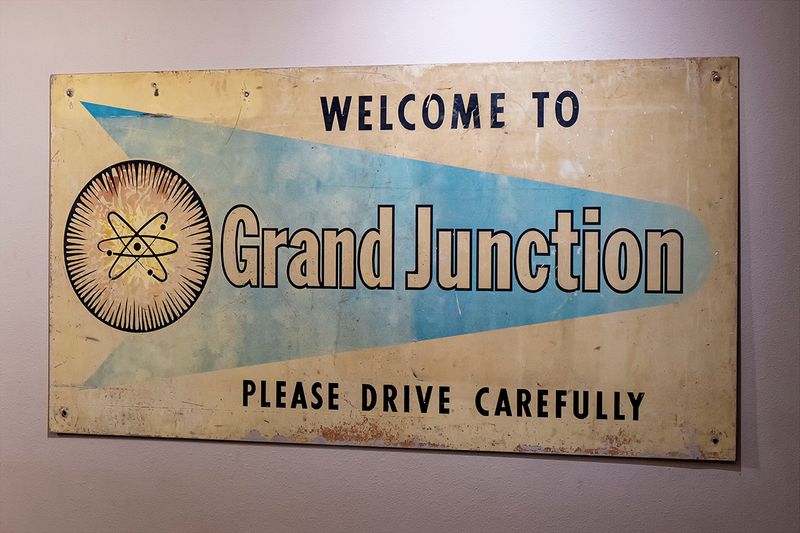 WELCOME TO
Grand Junction
PLEASE DRIVE CAREFULLY